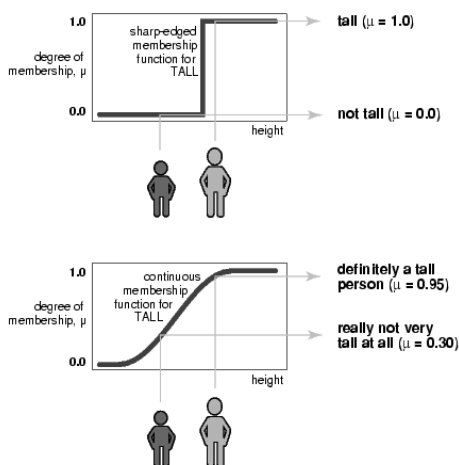 1.0
sharp-edged
membership
function for
TALL
degree of
membership, μ
0.0
height
tall (μ = 1.0)
not tall (μ = 0.0)
1.0
continuous
membership
function for
TALL
degree of
membership, μ
0.0
height
definitely a tall
person (μ = 0.95)
really not very
tall at all (μ = 0.30)